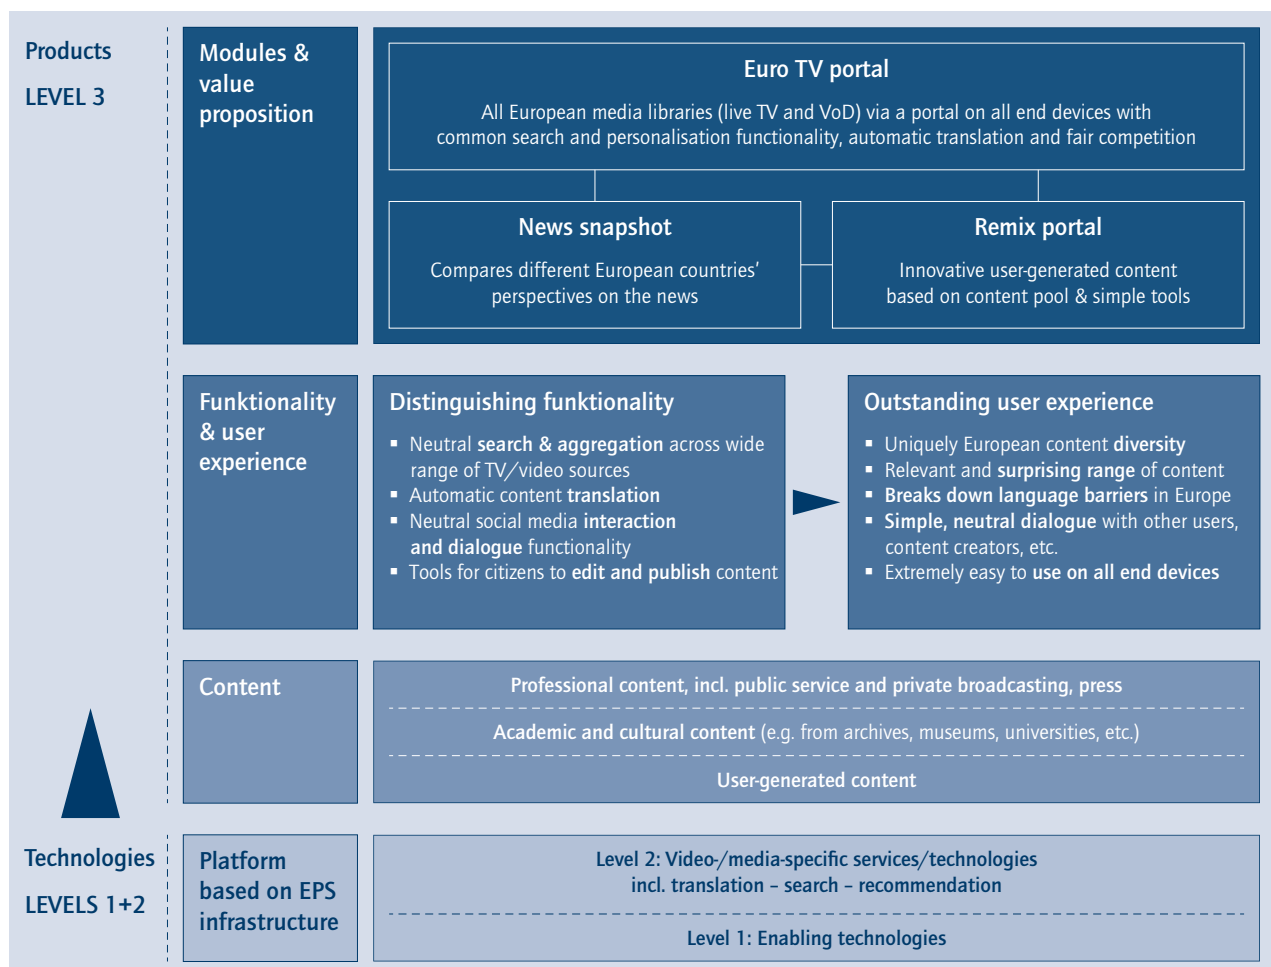 Products
LEVEL 3
Modules &
value
proposition
Euro TV portal
All European media libraries (live TV and VoD) via a portal on all end devices with
common search and personalisation functionality, automatic translation and fair competition
News snapshot
Compares different European countries’
perspectives on the news
Remix portal
Innovative user-generated content
based on content pool & simple tools
Funktionality
& user
experience
Distinguishing funktionality
▪ Neutral search & aggregation across wide
range of TV/video sources
▪ Automatic content translation
▪ Neutral social media interaction
and dialogue functionality
▪ Tools for citizens to edit and publish content
Outstanding user experience
▪ Uniquely European content diversity
▪ Relevant and surprising range of content
▪ Breaks down language barriers in Europe
▪ Simple, neutral dialogue with other users,
content creators, etc.
▪ Extremely easy to use on all end devices
Content
Professional content, incl. public service and private broadcasting, press
Academic and cultural content (e.g. from archives, museums, universities, etc.)
User-generated content
Technologies
LEVELS 1+2
Platform
based on EPS
infrastructure
Level 2: Video-/media-specific services/technologies
incl. translation – search – recommendation
Level 1: Enabling technologies